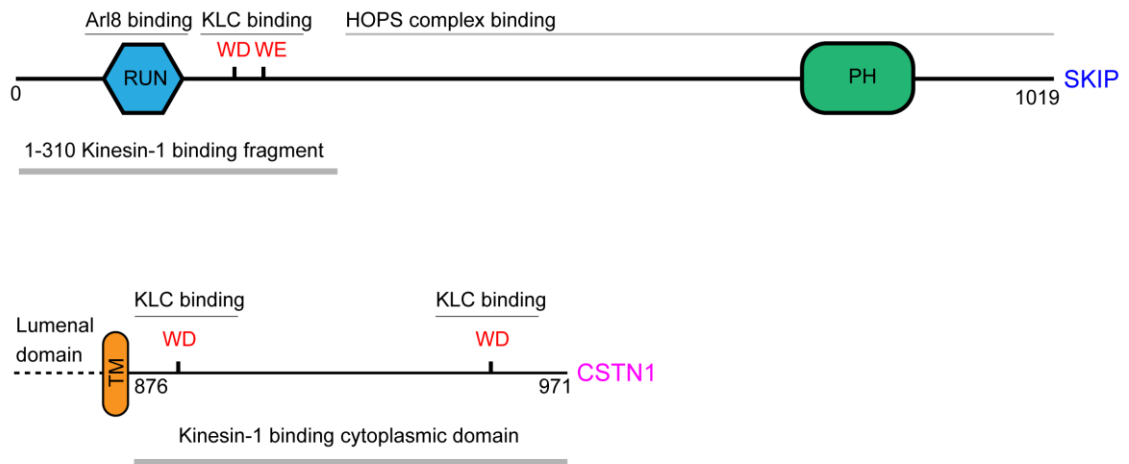 Arl8 binding KLC binding HOPS complex binding
WD WE
RUN PH
0 1019 SKIP
1-310 Kinesin-1 binding fragment
KLC binding KLC binding
Lumenal
domain
WD WD
TM
876 971 CSTN1
Kinesin-1 binding cytoplasmic domain